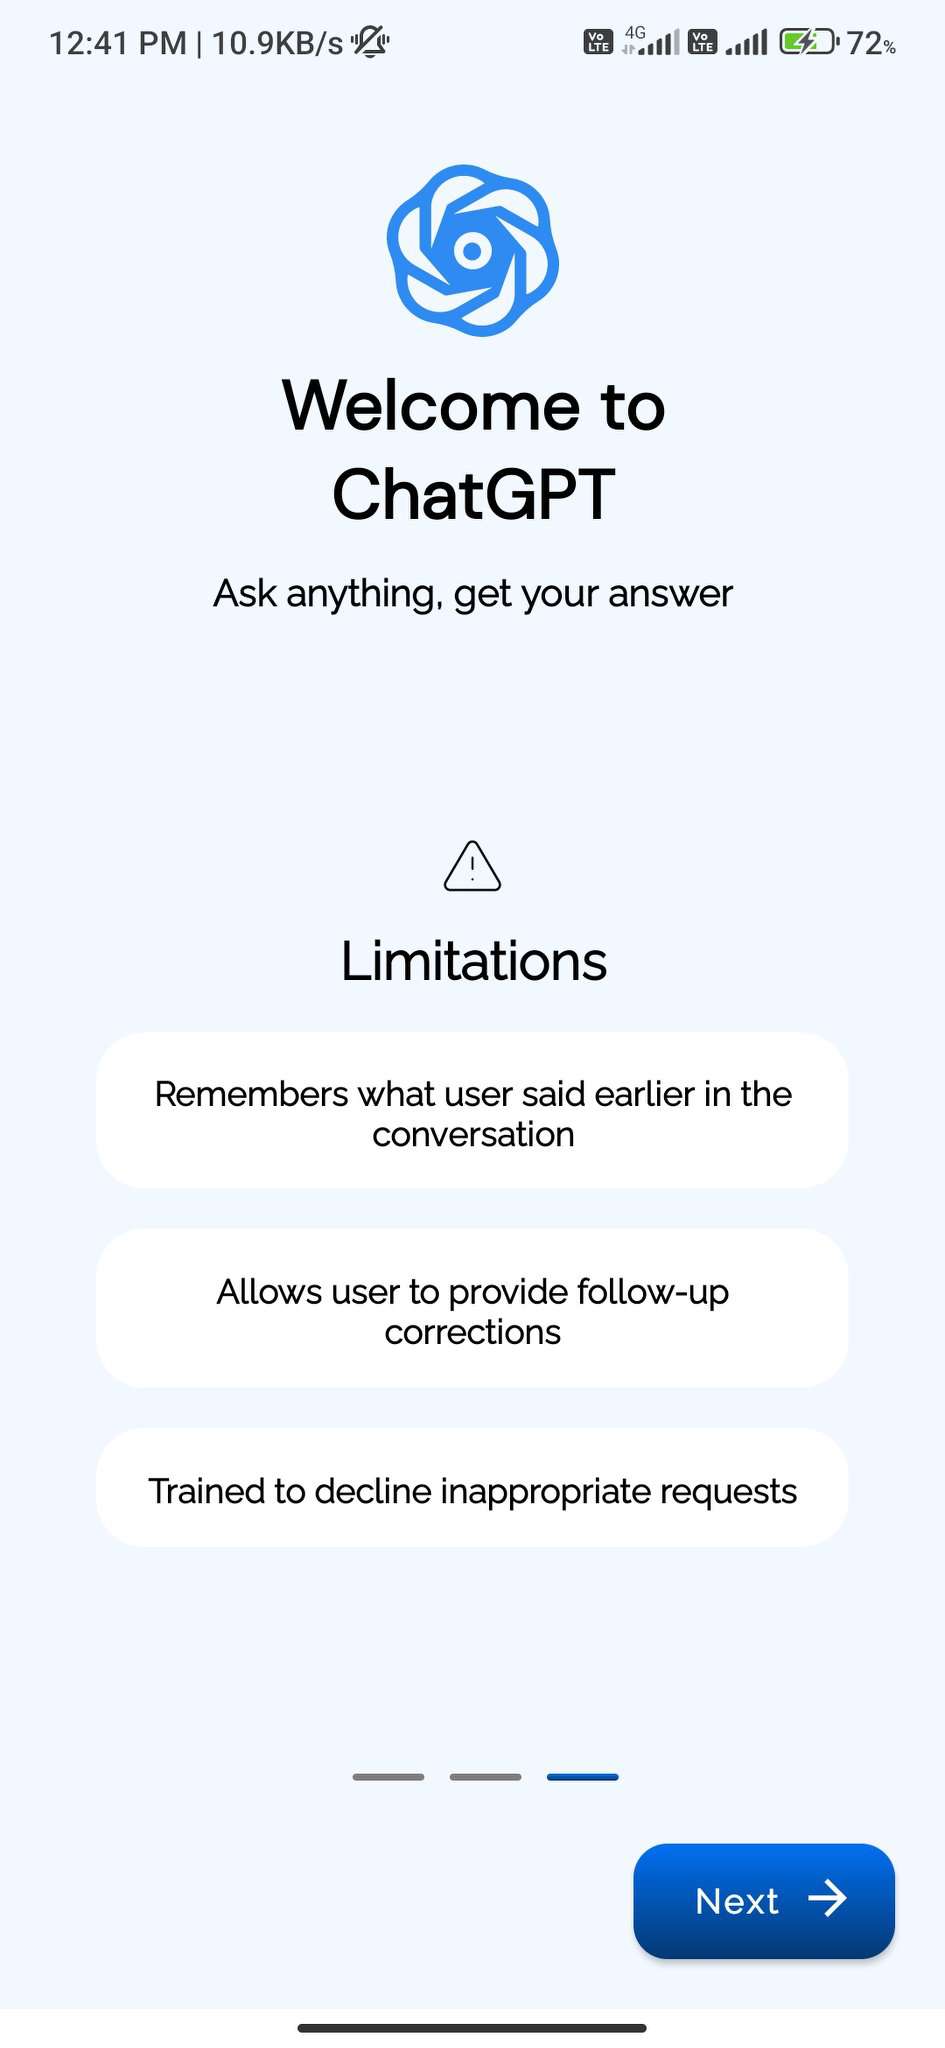 12:41 PM | 10.9KB/s Vo LTE 4G Vo LTE 72%
Welcome to
ChatGPT
Ask anything, get your answer
Limitations
Remembers what user said earlier in the
conversation
Allows user to provide follow-up
corrections
Trained to decline inappropriate requests
Next